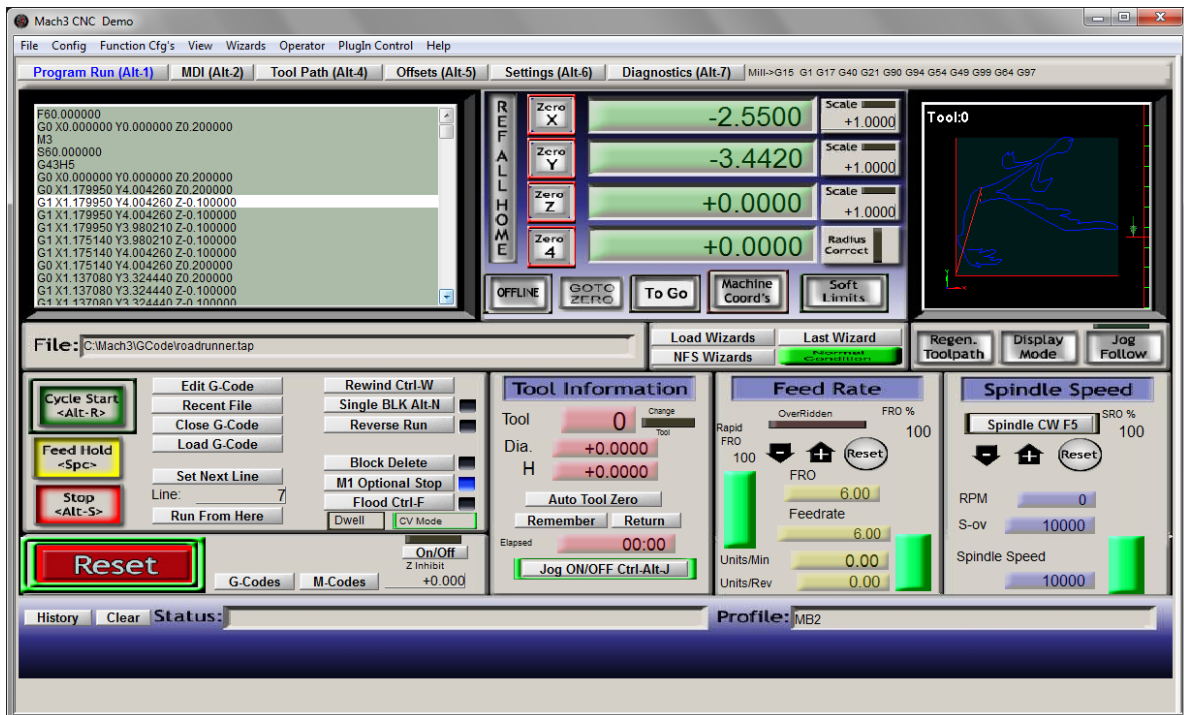 Mach3 CNC Demo
File Config Function Cfg's View Wizards Operator PlugIn Control Help
Program Run (Alt-1) MDI (Alt-2) Tool Path (Alt-4) Offsets (Alt-5) Settings (Alt-6) Diagnostics (Alt-7) Mill->G15 G1 G17 G40 G21 G90 G94 G54 G49 G99 G64 G97
F60.000000
G0 X0.000000 Y0.000000 Z0.200000
M3
S60.000000
G43H5
G0 X0.000000 Y0.000000 Z0.200000
G0 X1.179950 Y4.004260 Z0.200000
G1 X1.179950 Y4.004260 Z-0.100000
G1 X1.179950 Y4.004260 Z-0.100000
G1 X1.179950 Y3.980210 Z-0.100000
G1 X1.175140 Y3.980210 Z-0.100000
G1 X1.175140 Y4.004260 Z-0.100000
G0 X1.175140 Y4.004260 Z0.200000
G0 X1.137080 Y3.324440 Z0.200000
G1 X1.137080 Y3.324440 Z-0.100000
G1 X1.137080 Y3.324440 Z-0.100000
REF ALL HOME
Zero X -2.5500 Scale +1.0000
Zero Y -3.4420 Scale +1.0000
Zero Z +0.0000 Scale +1.0000
Zero 4 +0.0000 Radius Correct
OFFLINE GOTO ZERO To Go Machine Coord's Soft Limits
Tool:0
File: C:\Mach3\GCode\roadrunner.tap
Load Wizards Last Wizard
NFS Wizards Normal Condition
Regen. Toolpath Display Mode Jog Follow
Cycle Start <Alt-R>
Feed Hold <Spc>
Stop <Alt-S>
Edit G-Code Rewind Ctrl-W
Recent File Single BLK Alt-N
Close G-Code Reverse Run
Load G-Code
Block Delete
Set Next Line M1 Optional Stop
Line: 7 Flood Ctrl-F
Run From Here Dwell CV Mode
Reset
On/Off
Z Inhibit
G-Codes M-Codes +0.000
Tool Information
Tool 0 Change Tool
Dia. +0.0000
H +0.0000
Auto Tool Zero
Remember Return
Elapsed 00:00
Jog ON/OFF Ctrl-Alt-J
Feed Rate
OverRidden FRO %
Rapid FRO 100
100 Reset
FRO
6.00
Feedrate
6.00
Units/Min 0.00
Units/Rev 0.00
Spindle Speed
Spindle CW F5 SRO %
100
Reset
RPM 0
S-ov 10000
Spindle Speed
10000
History Clear Status: Profile: MB2